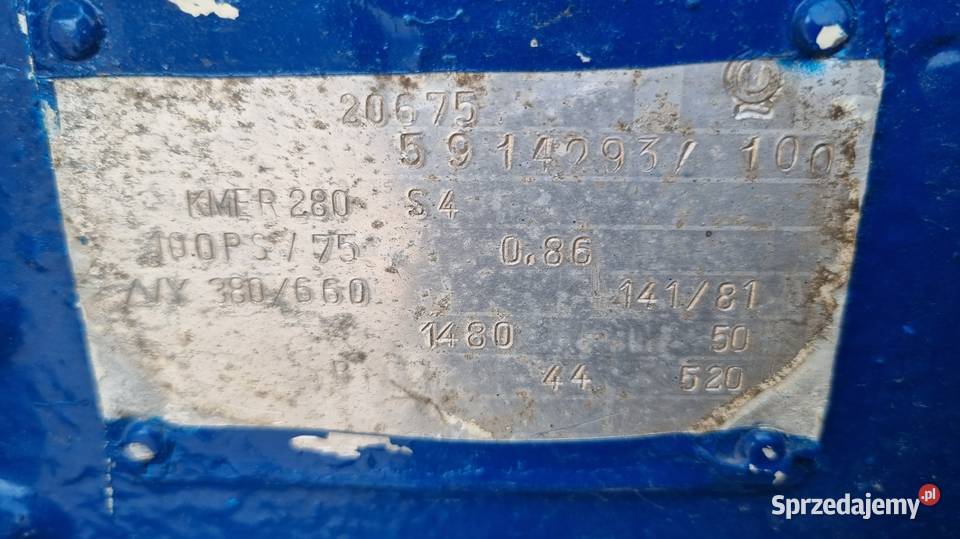 20675
5914293/ 100
KMER 280 S4
100PS/75 0.86
Δ/Y 380/660 141/81
1480 50
44 520
Sprzedajemy.pl